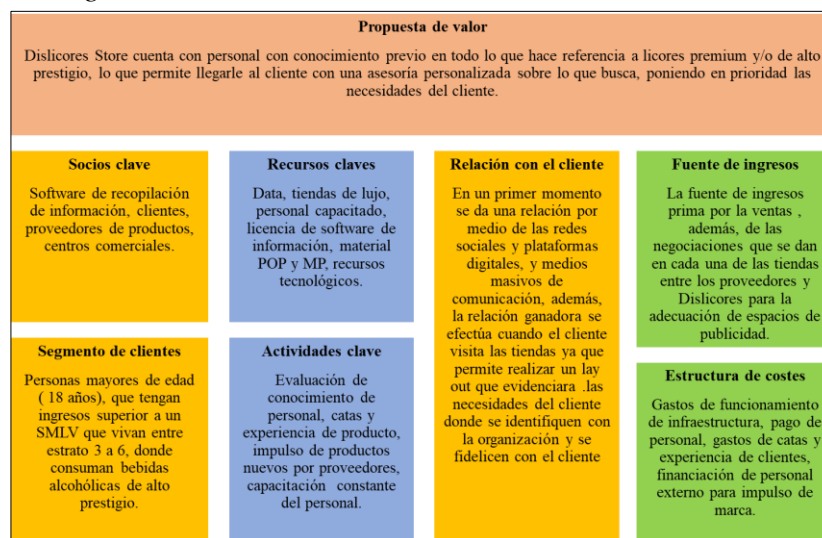 Propuesta de valor
Dislicores Store cuenta con personal con conocimiento previo en todo lo que hace referencia a licores premium y/o de alto
prestigio, lo que permite llegarle al cliente con una asesoría personalizada sobre lo que busca, poniendo en prioridad las
necesidades del cliente.
Socios clave
Software de recopilación
de información, clientes,
proveedores de productos,
centros comerciales.
Segmento de clientes
Personas mayores de edad
( 18 años), que tengan
ingresos superior a un
SMLV que vivan entre
estrato 3 a 6, donde
consuman bebidas
alcohólicas de alto
prestigio.
Recursos claves
Data, tiendas de lujo,
personal capacitado,
licencia de software de
información, material
POP y MP, recursos
tecnológicos.
Actividades clave
Evaluación de
conocimiento de
personal, catas y
experiencia de producto,
impulso de productos
nuevos por proveedores,
capacitación constante
del personal.
Relación con el cliente
En un primer momento
se da una relación por
medio de las redes
sociales y plataformas
digitales, y medios
masivos de
comunicación, además,
la relación ganadora se
efectúa cuando el cliente
visita las tiendas ya que
permite realizar un lay
out que evidenciara .las
necesidades del cliente
donde se identifiquen con
la organización y se
fidelicen con el cliente
Fuente de ingresos
La fuente de ingresos
prima por la ventas ,
además, de las
negociaciones que se dan
en cada una de las tiendas
entre los proveedores y
Dislicores para la
adecuación de espacios de
publicidad.
Estructura de costes
Gastos de funcionamiento
de infraestructura, pago de
personal, gastos de catas y
experiencia de clientes,
financiación de personal
externo para impulso de
marca.